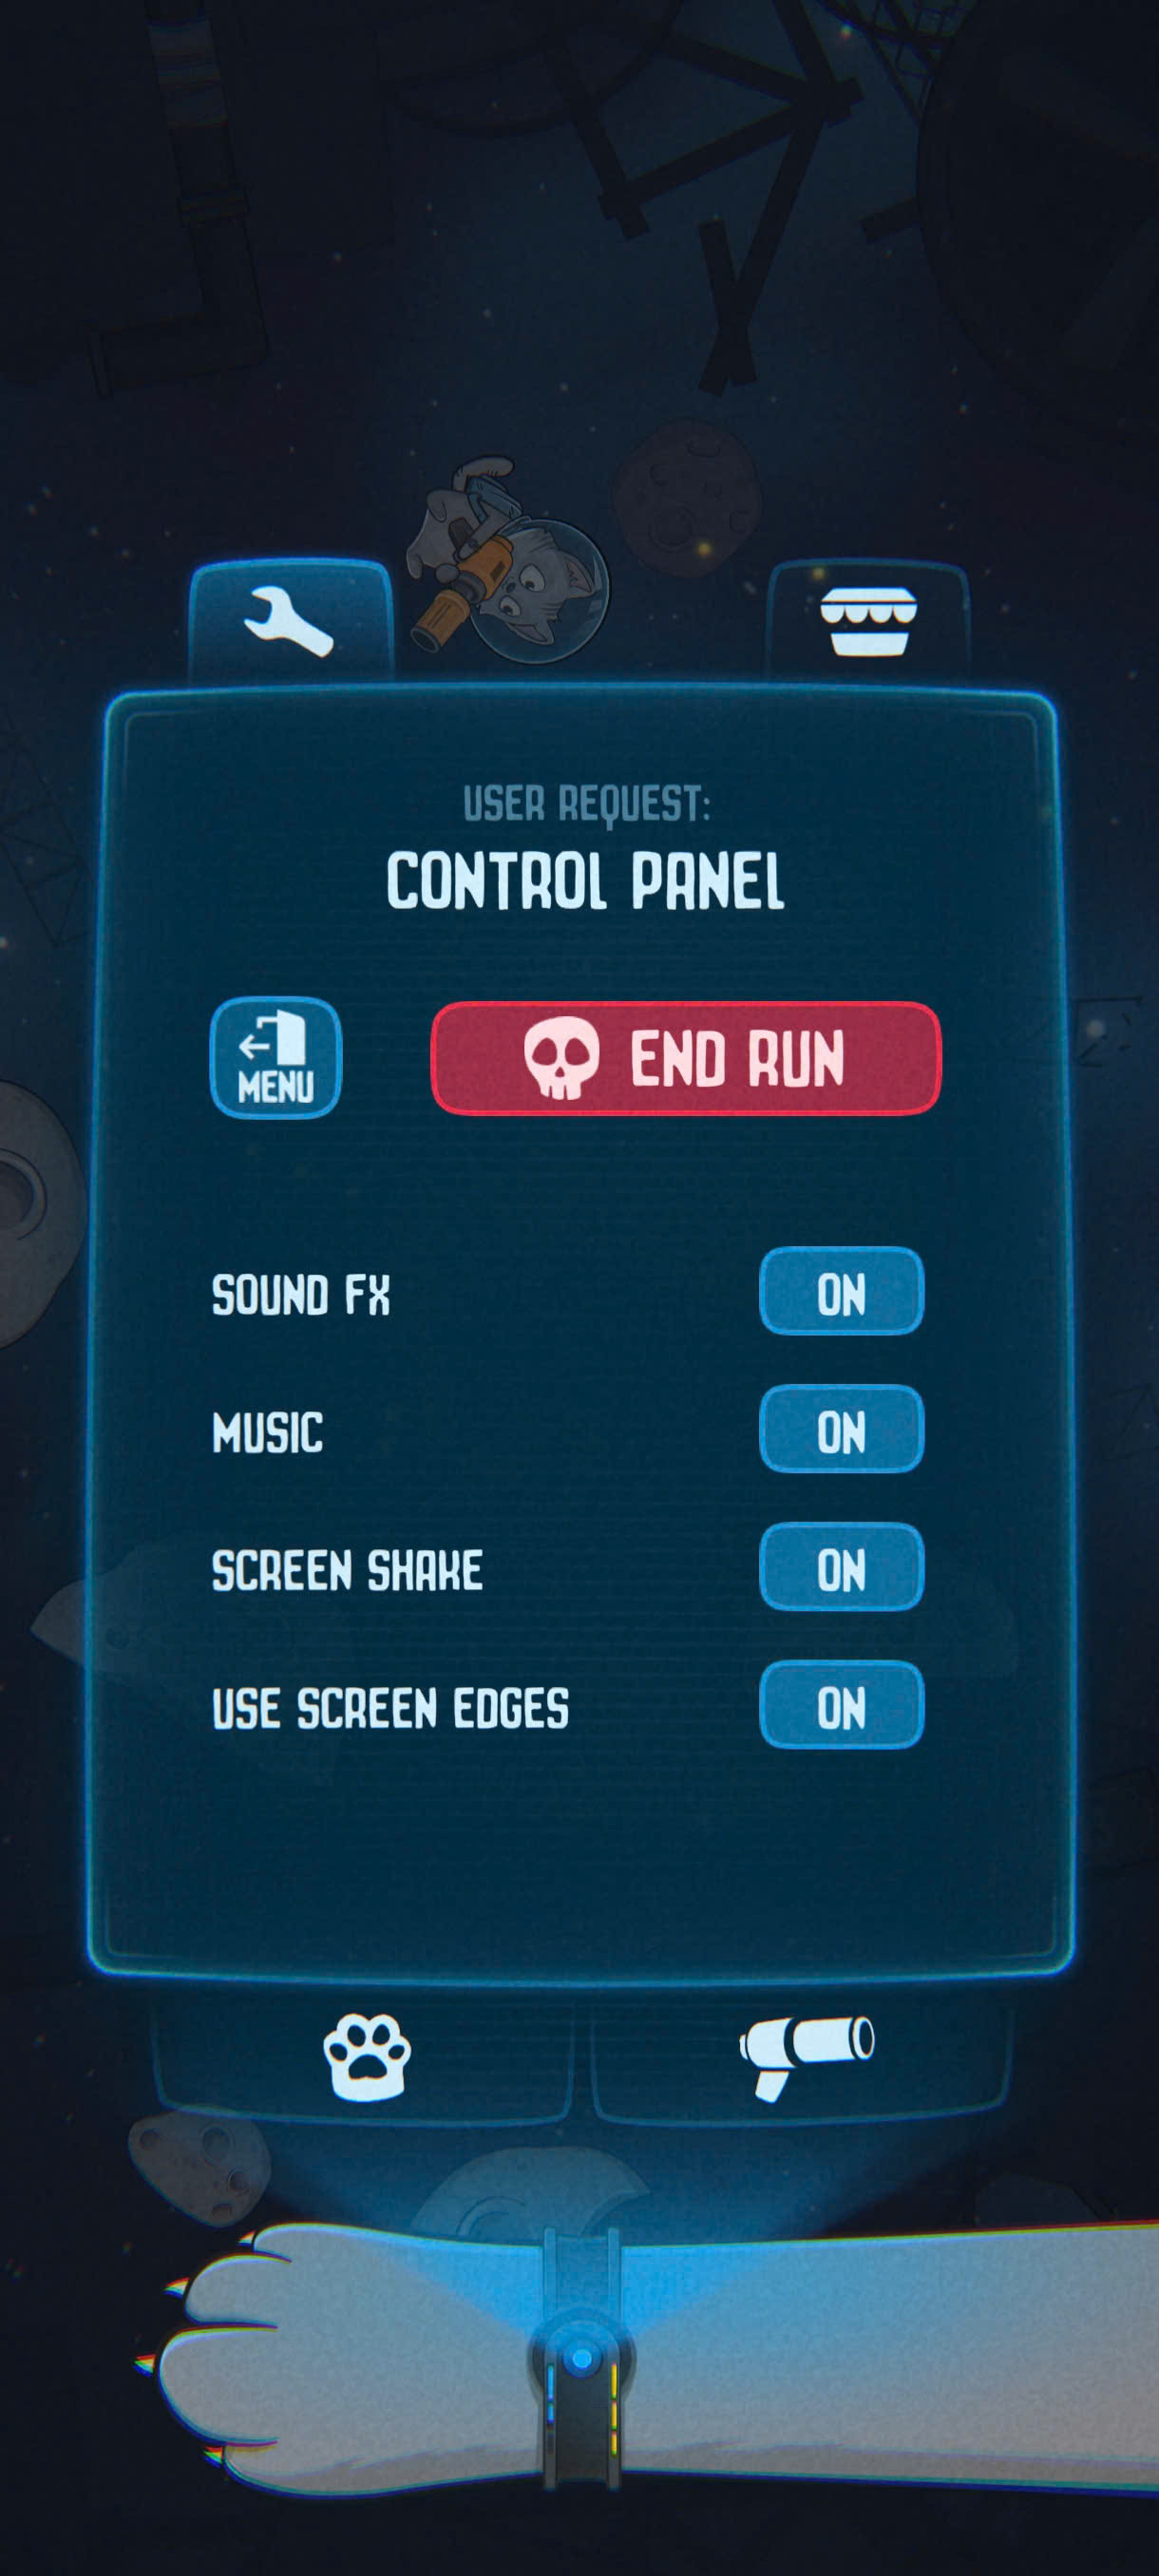 USER REQUEST:
CONTROL PANEL
MENU
END RUN
SOUND FX
ON
MUSIC
ON
SCREEN SHAKE
ON
USE SCREEN EDGES
ON